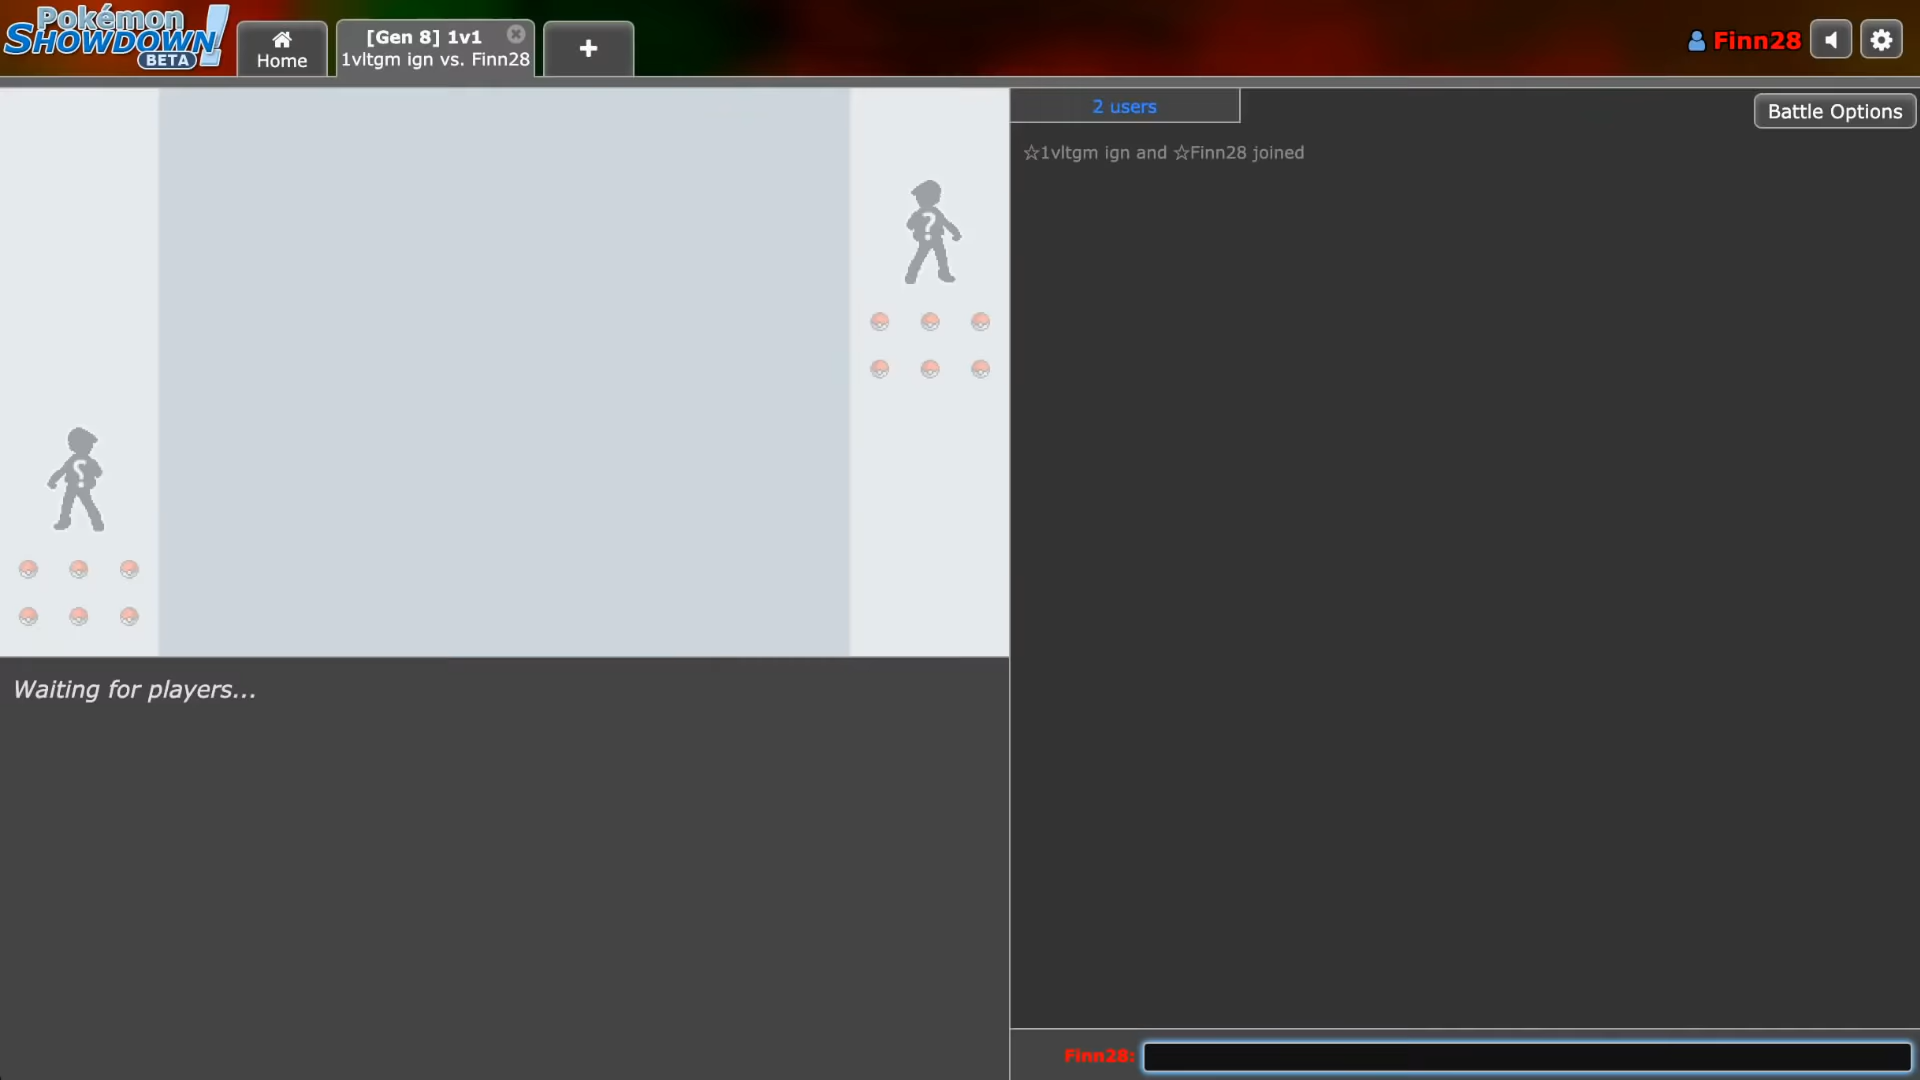 Pokémon
SHOWDOWN!
BETA
Home
[Gen 8] 1v1
1vltgm ign vs. Finn28
+
Finn28
2 users
Battle Options
☆1vltgm ign and ☆Finn28 joined
?
?
Waiting for players...
Finn28: